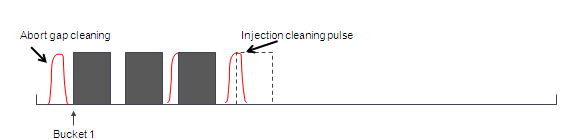 Abort gap cleaning
Injection cleaning pulse
Bucket 1